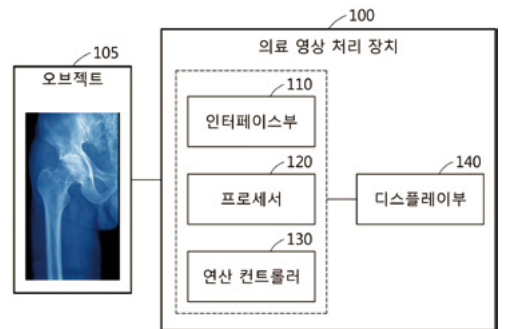 100
의료 영상 처리 장치
105
오브젝트
110
인터페이스부
120
프로세서
130
연산 컨트롤러
140
디스플레이부